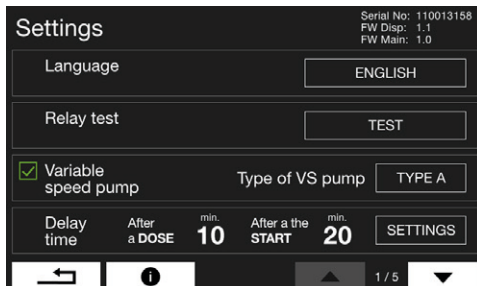 Settings
Serial No: 110013158
FW Disp: 1.1
FW Main: 1.0
Language ENGLISH
Relay test TEST
Variable speed pump Type of VS pump TYPE A
Delay time After a DOSE min. 10 After a the START min. 20 SETTINGS
1 / 5